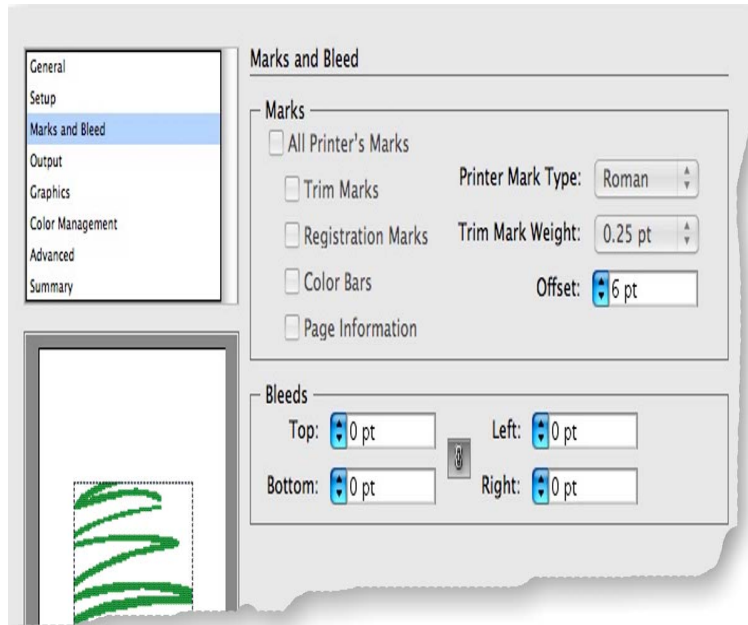 General
Setup
Marks and Bleed
Output
Graphics
Color Management
Advanced
Summary
Marks and Bleed
Marks
All Printer's Marks
Trim Marks
Registration Marks
Color Bars
Page Information
Printer Mark Type: Roman
Trim Mark Weight: 0.25 pt
Offset: 6 pt
Bleeds
Top: 0 pt Left: 0 pt
Bottom: 0 pt Right: 0 pt